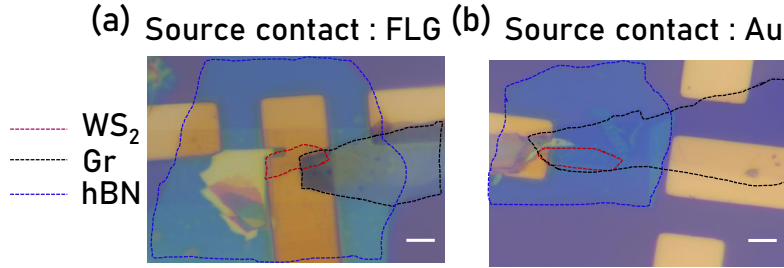 (a) Source contact : FLG
(b) Source contact : Au
WS₂
Gr
hBN